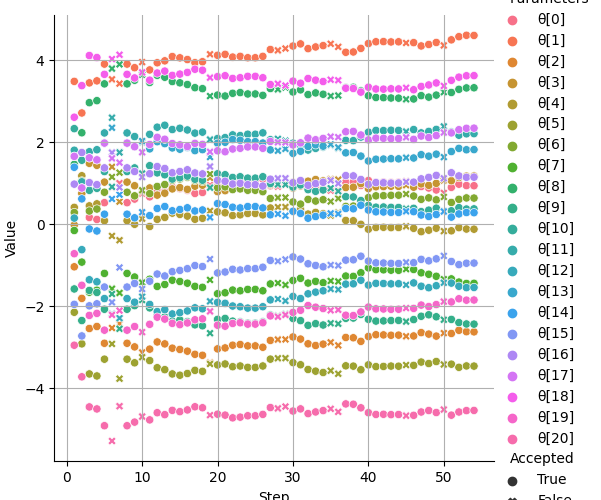 Parameters
θ[0]
θ[1]
θ[2]
θ[3]
θ[4]
θ[5]
θ[6]
θ[7]
θ[8]
θ[9]
θ[10]
θ[11]
θ[12]
θ[13]
θ[14]
θ[15]
θ[16]
θ[17]
θ[18]
θ[19]
θ[20]
Accepted
True
False
4
2
0
−2
−4
Value
0
10
20
30
40
50
Step